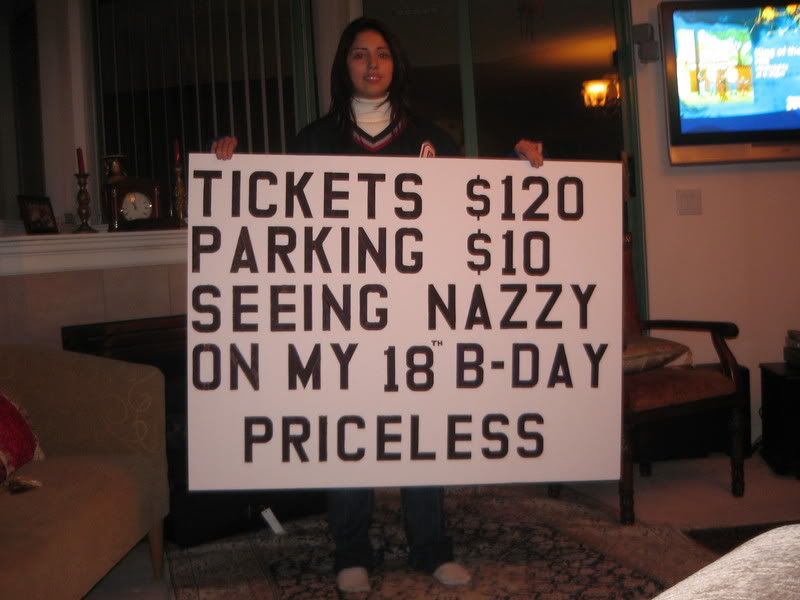 TICKETS $120
PARKING $10
SEEING NAZZY
ON MY 18TH B-DAY
PRICELESS